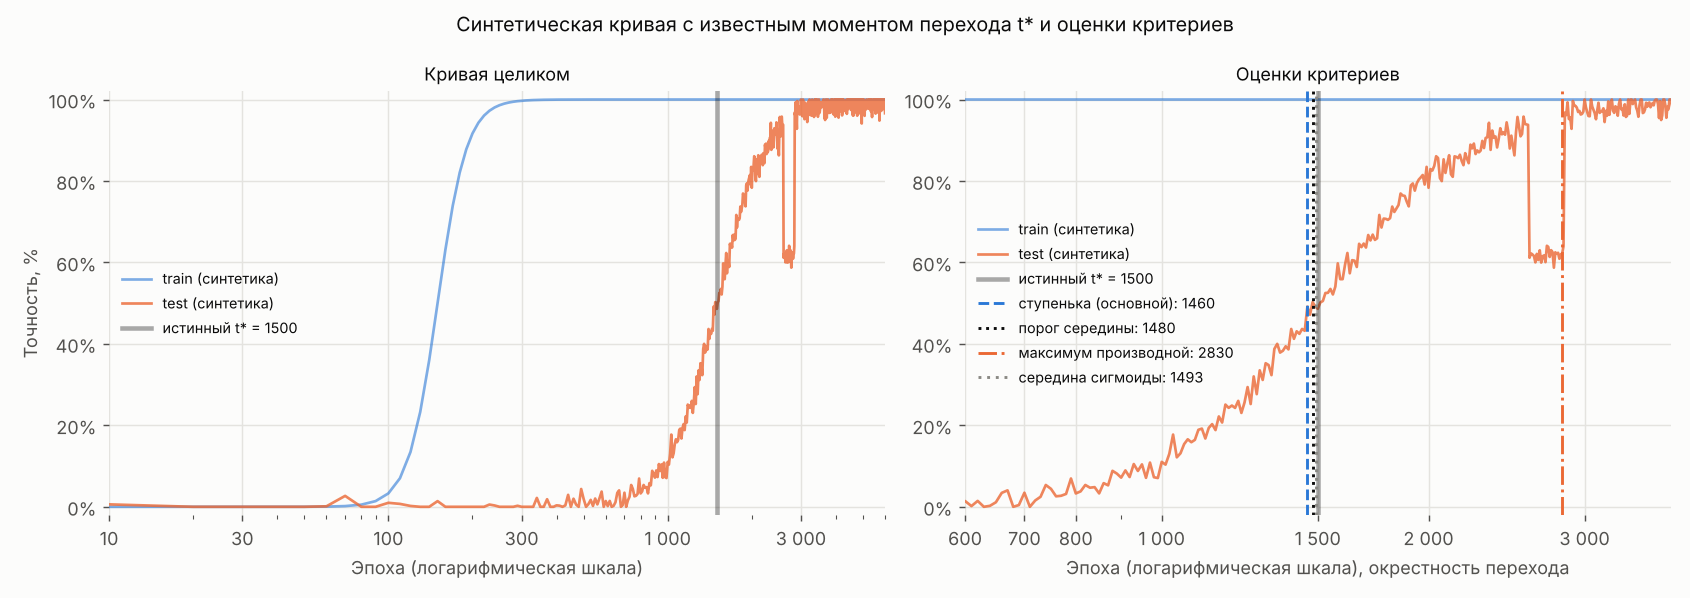 Синтетическая кривая с известным моментом перехода t* и оценки критериев
Кривая целиком
Точность, %
100%
80%
60%
40%
20%
0%
train (синтетика)
test (синтетика)
истинный t* = 1500
10
30
100
300
1 000
3 000
Эпоха (логарифмическая шкала)
Оценки критериев
100%
80%
60%
40%
20%
0%
train (синтетика)
test (синтетика)
истинный t* = 1500
ступенька (основной): 1460
порог середины: 1480
максимум производной: 2830
середина сигмоиды: 1493
600
700
800
1 000
1 500
2 000
3 000
Эпоха (логарифмическая шкала), окрестность перехода